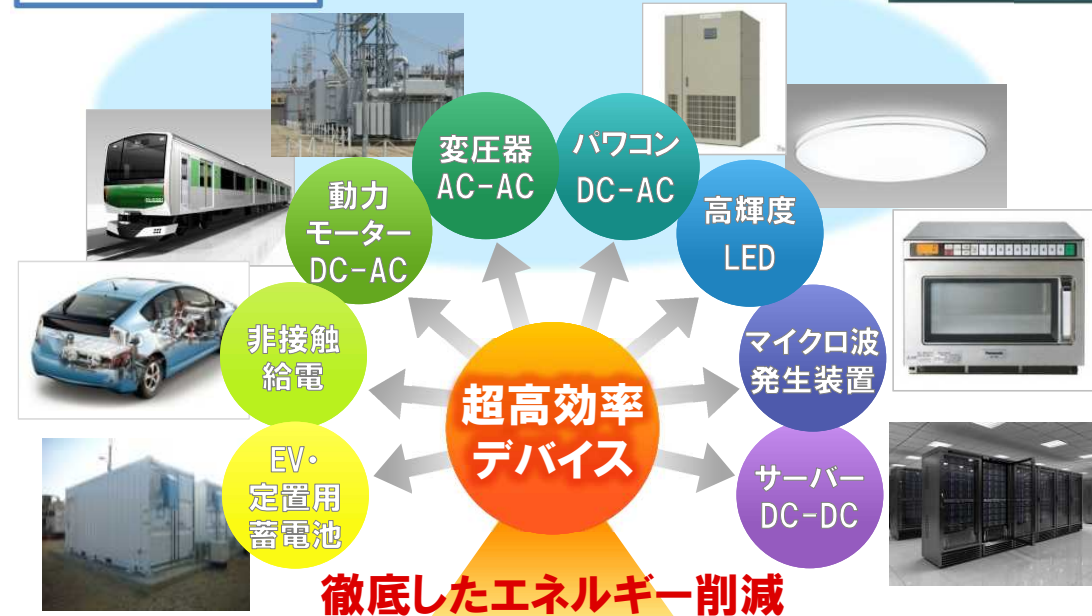 変圧器
AC-AC
パワコン
DC-AC
動力
モーター
DC-AC
高輝度
LED
非接触
給電
マイクロ波
発生装置
超高効率
デバイス
EV・
定置用
蓄電池
サーバー
DC-DC
徹底したエネルギー削減